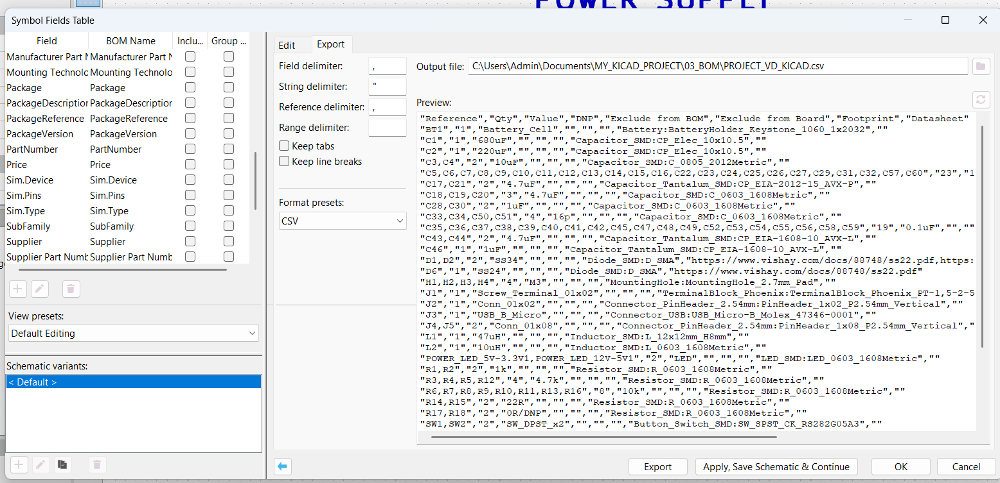 POWER SUPPLY
Symbol Fields Table
Field BOM Name Inclu... Group ...
Manufacturer Part N Manufacturer Part N
Mounting Technolo Mounting Technolo
Package Package
PackageDescription PackageDescription
PackageReference PackageReference
PackageVersion PackageVersion
PartNumber PartNumber
Price Price
Sim.Device Sim.Device
Sim.Pins Sim.Pins
Sim.Type Sim.Type
SubFamily SubFamily
Supplier Supplier
Supplier Part Numb Supplier Part Numb
View presets:
Default Editing
Schematic variants:
< Default >
Edit Export
Field delimiter: ,
String delimiter: "
Reference delimiter: ,
Range delimiter:
Keep tabs
Keep line breaks
Format presets:
CSV
Output file: C:\Users\Admin\Documents\MY_KICAD_PROJECT\03_BOM\PROJECT_VD_KICAD.csv
Preview:
"Reference","Qty","Value","DNP","Exclude from BOM","Exclude from Board","Footprint","Datasheet"
"BT1","1","Battery_Cell","","","","Battery:BatteryHolder_Keystone_1060_1x2032",""
"C1","1","680uF","","","","Capacitor_SMD:CP_Elec_10x10.5",""
"C2","1","220uF","","","","Capacitor_SMD:CP_Elec_10x10.5",""
"C3,C4","2","10uF","","","","Capacitor_SMD:C_0805_2012Metric",""
"C5,C6,C7,C8,C9,C10,C11,C12,C13,C14,C15,C16,C22,C23,C24,C25,C26,C27,C29,C31,C32,C57,C60","23","1
"C17,C21","2","4.7uF","","","","Capacitor_Tantalum_SMD:CP_EIA-2012-15_AVX-P",""
"C18,C19,C20","3","4.7uF","","","","Capacitor_SMD:C_0603_1608Metric",""
"C28,C30","2","1uF","","","","Capacitor_SMD:C_0603_1608Metric",""
"C33,C34,C50,C51","4","16p","","","","Capacitor_SMD:C_0603_1608Metric",""
"C35,C36,C37,C38,C39,C40,C41,C42,C45,C47,C48,C49,C52,C53,C54,C55,C56,C58,C59","19","0.1uF","",""
"C43,C44","2","4.7uF","","","","Capacitor_Tantalum_SMD:CP_EIA-1608-10_AVX-L",""
"C46","1","1uF","","","","Capacitor_Tantalum_SMD:CP_EIA-1608-10_AVX-L",""
"D1,D2","2","SS34","","","","Diode_SMD:D_SMA","https://www.vishay.com/docs/88748/ss22.pdf,https:
"D6","1","SS24","","","","Diode_SMD:D_SMA","https://www.vishay.com/docs/88748/ss22.pdf"
"H1,H2,H3,H4","4","M3","","","","MountingHole:MountingHole_2.7mm_Pad",""
"J1","1","Screw_Terminal_01x02","","","","TerminalBlock_Phoenix:TerminalBlock_Phoenix_PT-1,5-2-5
"J2","1","Conn_01x02","","","","Connector_PinHeader_2.54mm:PinHeader_1x02_P2.54mm_Vertical",""
"J3","1","USB_B_Micro","","","","Connector_USB:USB_Micro-B_Molex_47346-0001",""
"J4,J5","2","Conn_01x08","","","","Connector_PinHeader_2.54mm:PinHeader_1x08_P2.54mm_Vertical","
"L1","1","47uH","","","","Inductor_SMD:L_12x12mm_H8mm",""
"L2","1","10uH","","","","Inductor_SMD:L_0603_1608Metric",""
"POWER_LED_5V-3.3V1,POWER_LED_12V-5V1","2","LED","","","","LED_SMD:LED_0603_1608Metric",""
"R1,R2","2","1k","","","","Resistor_SMD:R_0603_1608Metric",""
"R3,R4,R5,R12","4","4.7k","","","","Resistor_SMD:R_0603_1608Metric",""
"R6,R7,R8,R9,R10,R11,R13,R16","8","10k","","","","Resistor_SMD:R_0603_1608Metric",""
"R14,R15","2","22R","","","","Resistor_SMD:R_0603_1608Metric",""
"R17,R18","2","0R/DNP","","","","Resistor_SMD:R_0603_1608Metric",""
"SW1,SW2","2","SW_DPST_x2","","","","Button_Switch_SMD:SW_SPST_CK_RS282G05A3",""
Export Apply, Save Schematic & Continue OK Cancel